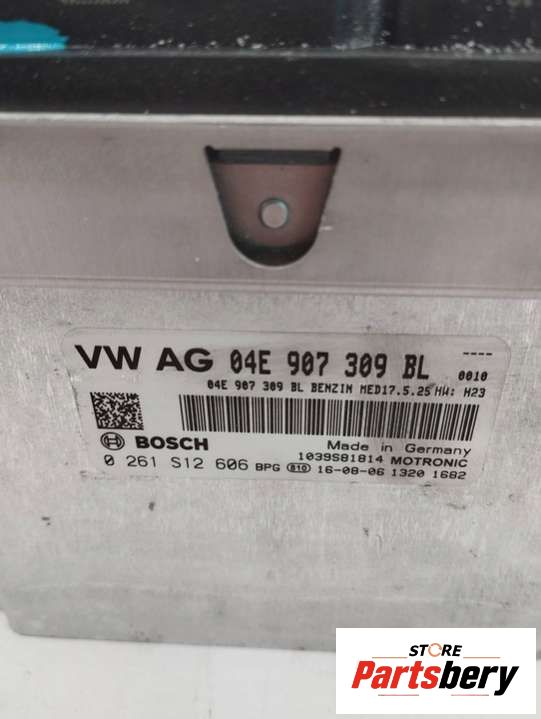 VW AG 04E 907 309 BL ---- 0010
04E 907 309 BL BENZIN MED17.5.25 HW: H23
BOSCH Made in Germany
1039S81814 MOTRONIC
0 261 S12 606 BPG 810 16-08-06 1320 1682
STORE
Partsbery